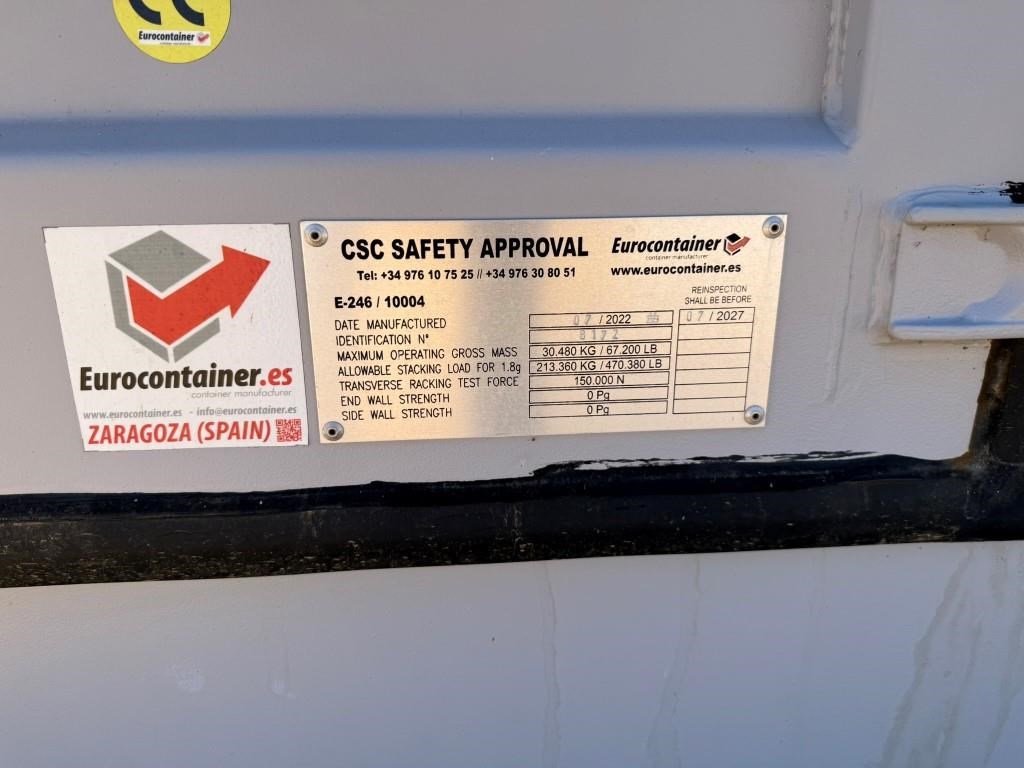 Eurocontainer
container manufacturer
Eurocontainer.es
container manufacturer
www.eurocontainer.es - info@eurocontainer.es
ZARAGOZA (SPAIN)
CSC SAFETY APPROVAL
Eurocontainer
container manufacturer
Tel: +34 976 10 75 25 // +34 976 30 80 51
www.eurocontainer.es
E-246 / 10004
REINSPECTION
SHALL BE BEFORE
DATE MANUFACTURED 07 / 2022 07 / 2027
IDENTIFICATION N° 8172
MAXIMUM OPERATING GROSS MASS 30.480 KG / 67.200 LB
ALLOWABLE STACKING LOAD FOR 1.8g 213.360 KG / 470.380 LB
TRANSVERSE RACKING TEST FORCE 150.000 N
END WALL STRENGTH 0 Pg
SIDE WALL STRENGTH 0 Pg